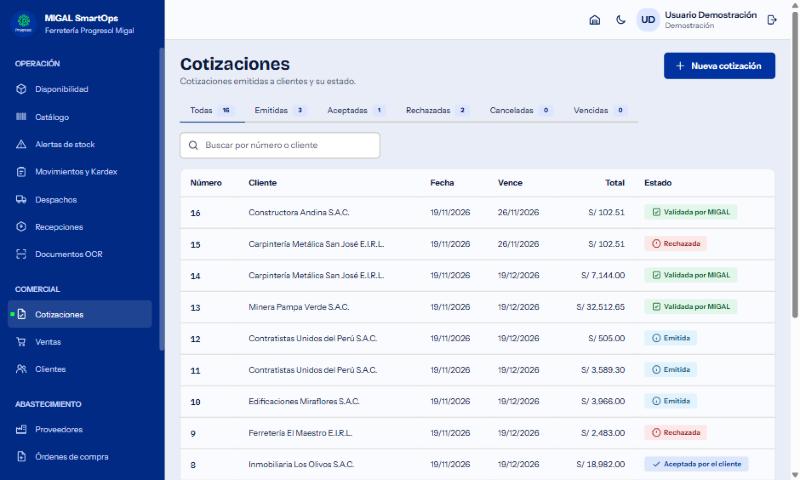 MIGAL SmartOps
Ferretería Progresol Migal
OPERACIÓN
Disponibilidad
Catálogo
Alertas de stock
Movimientos y Kardex
Despachos
Recepciones
Documentos OCR
COMERCIAL
Cotizaciones
Ventas
Clientes
ABASTECIMIENTO
Proveedores
Órdenes de compra
UD
Usuario Demostración
Demostración
Cotizaciones
Cotizaciones emitidas a clientes y su estado.
+ Nueva cotización
Todas 16 Emitidas 3 Aceptadas 1 Rechazadas 2 Canceladas 0 Vencidas 0
Buscar por número o cliente
Número Cliente Fecha Vence Total Estado
16 Constructora Andina S.A.C. 19/11/2026 26/11/2026 S/ 102.51 Validada por MIGAL
15 Carpintería Metálica San José E.I.R.L. 19/11/2026 26/11/2026 S/ 102.51 Rechazada
14 Carpintería Metálica San José E.I.R.L. 19/11/2026 19/12/2026 S/ 7,144.00 Validada por MIGAL
13 Minera Pampa Verde S.A.C. 19/11/2026 19/12/2026 S/ 32,512.65 Validada por MIGAL
12 Contratistas Unidos del Perú S.A.C. 19/11/2026 19/12/2026 S/ 505.00 Emitida
11 Contratistas Unidos del Perú S.A.C. 19/11/2026 19/12/2026 S/ 3,589.30 Emitida
10 Edificaciones Miraflores S.A.C. 19/11/2026 19/12/2026 S/ 3,966.00 Emitida
9 Ferretería El Maestro E.I.R.L. 19/11/2026 19/12/2026 S/ 2,483.00 Rechazada
8 Inmobiliaria Los Olivos S.A.C. 19/11/2026 19/12/2026 S/ 18,982.00 Aceptada por el cliente